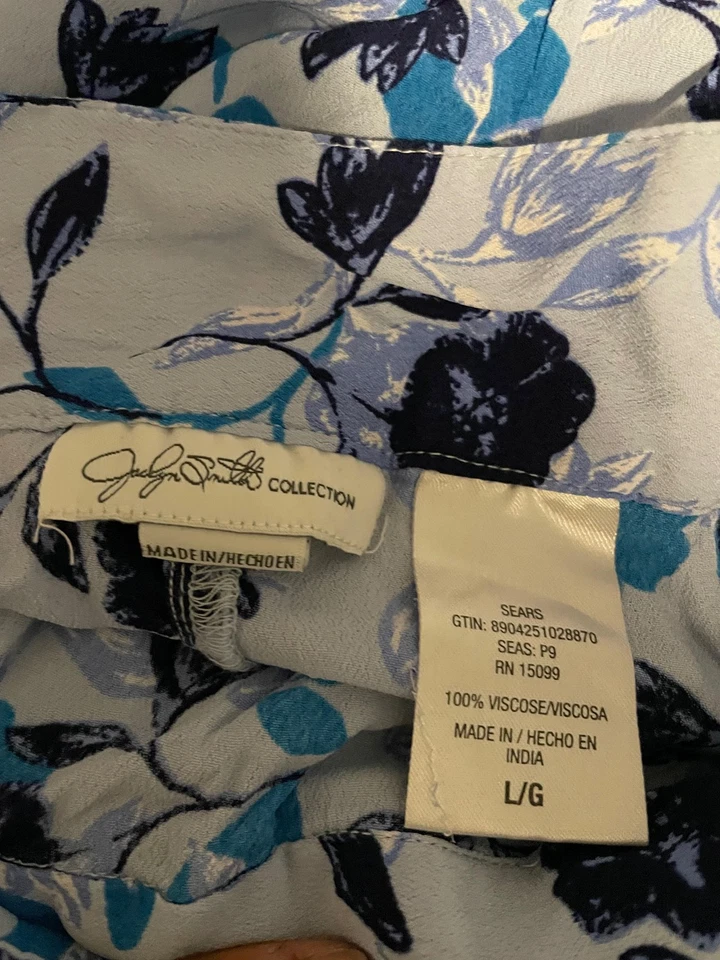 Jaclyn Smith COLLECTION
MADE IN/HECHO EN
SEARS
GTIN: 8904251028870
SEAS: P9
RN 15099
100% VISCOSE/VISCOSA
MADE IN / HECHO EN
INDIA
L/G